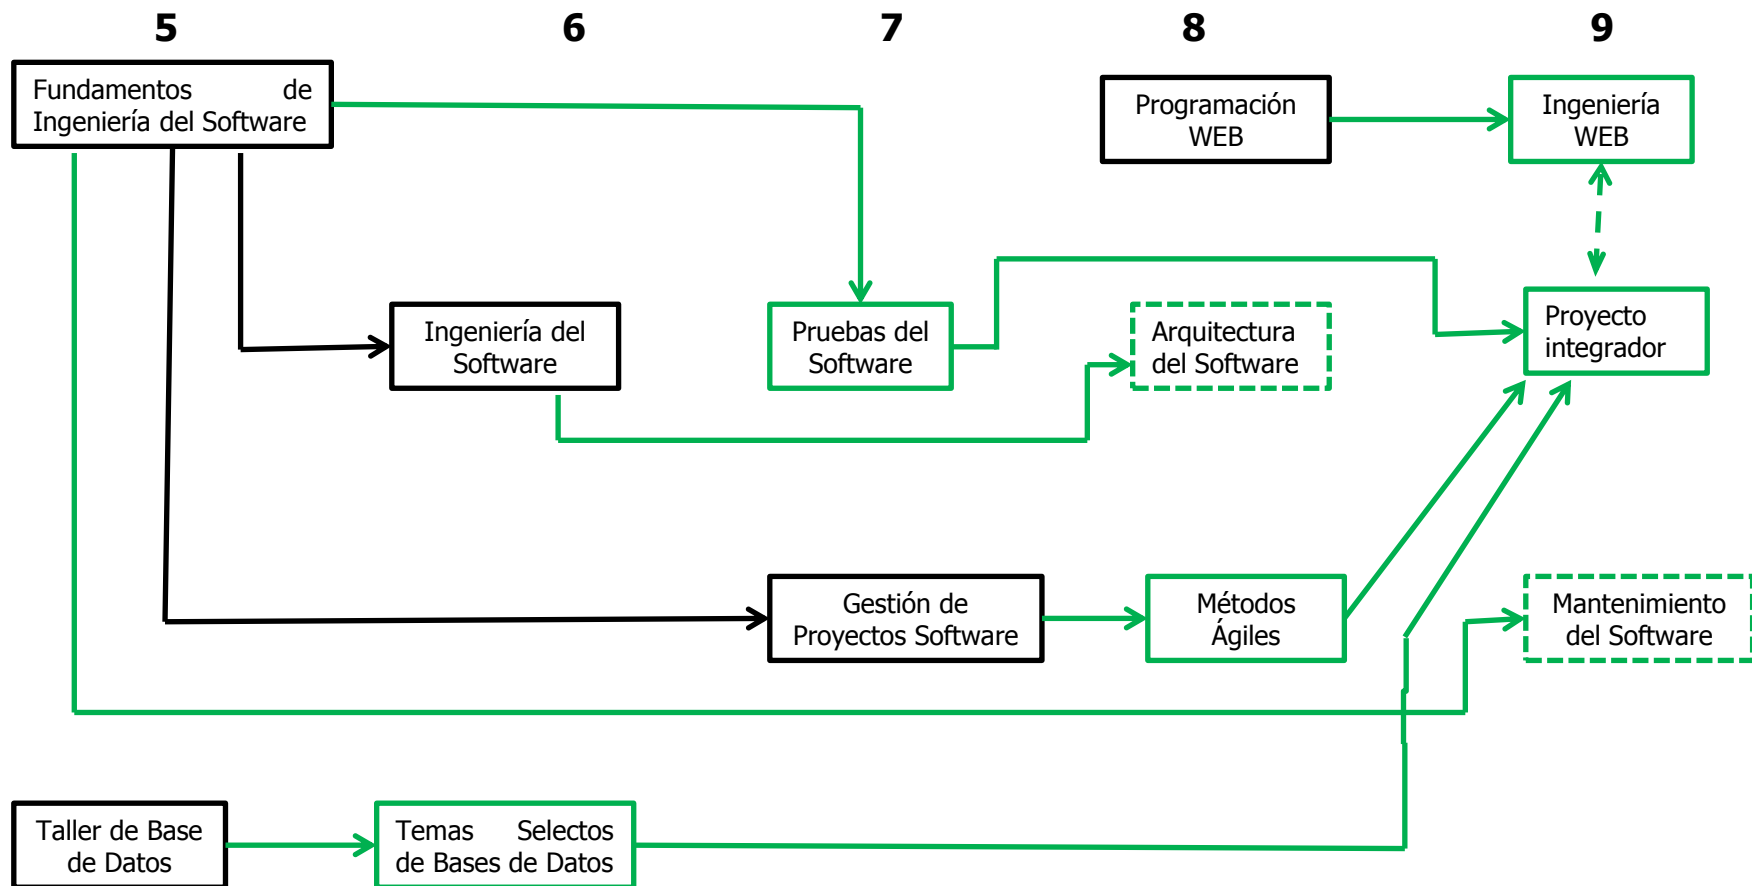 5 6 7 8 9
Fundamentos de
Ingeniería del Software
Programación
WEB
Ingeniería
WEB
Ingeniería del
Software
Pruebas del
Software
Arquitectura
del Software
Proyecto
integrador
Gestión de
Proyectos Software
Métodos
Ágiles
Mantenimiento
del Software
Taller de Base
de Datos
Temas Selectos
de Bases de Datos